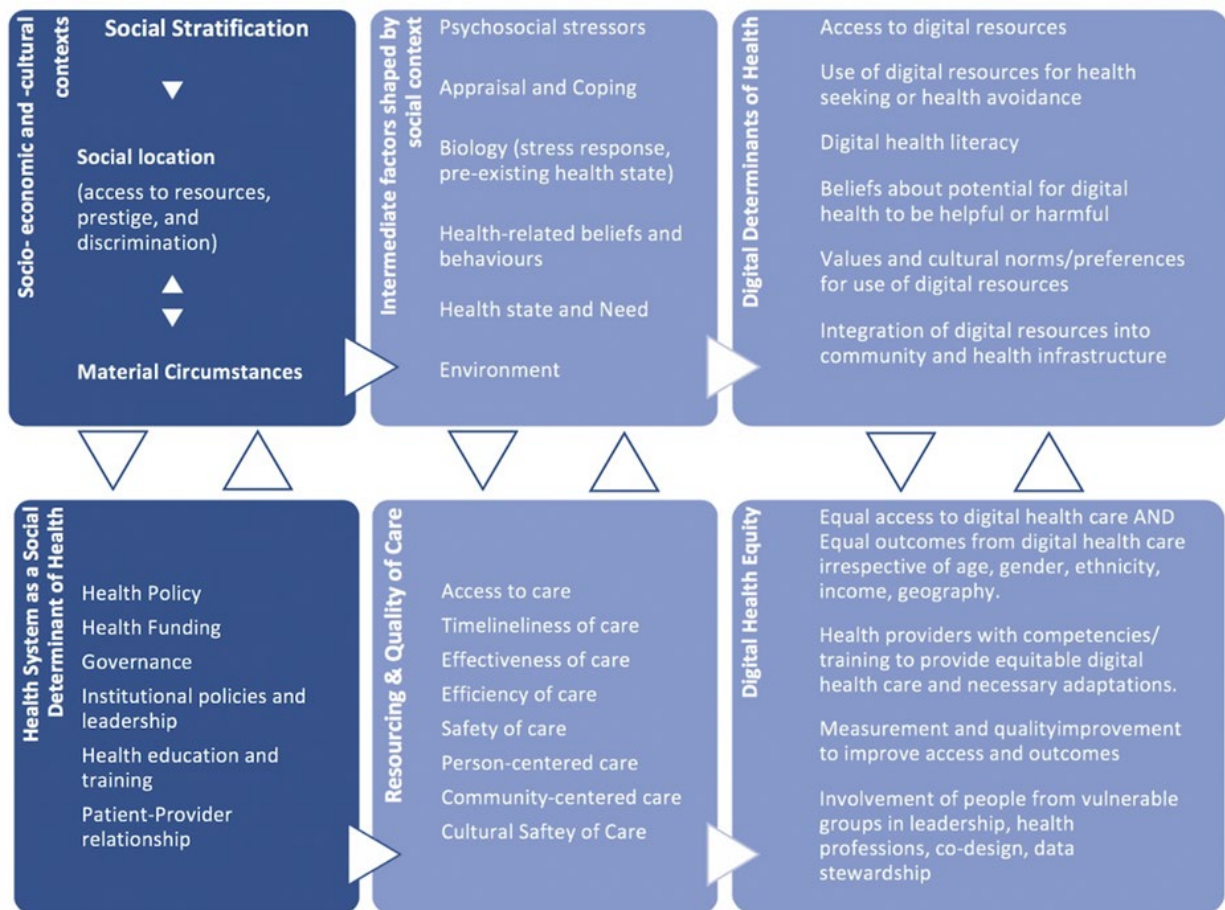 Socio- economic and -cultural
contexts
Social Stratification
Social location
(access to resources,
prestige, and
discrimination)
Material Circumstances
Intermediate factors shaped by
social context
Psychosocial stressors
Appraisal and Coping
Biology (stress response,
pre-existing health state)
Health-related beliefs and
behaviours
Health state and Need
Environment
Digital Determinants of Health
Access to digital resources
Use of digital resources for health
seeking or health avoidance
Digital health literacy
Beliefs about potential for digital
health to be helpful or harmful
Values and cultural norms/preferences
for use of digital resources
Integration of digital resources into
community and health infrastructure
Health System as a Social
Determinant of Health
Health Policy
Health Funding
Governance
Institutional policies and
leadership
Health education and
training
Patient-Provider
relationship
Resourcing & Quality of Care
Access to care
Timelineliness of care
Effectiveness of care
Efficiency of care
Safety of care
Person-centered care
Community-centered care
Cultural Saftey of Care
Digital Health Equity
Equal access to digital health care AND
Equal outcomes from digital health care
irrespective of age, gender, ethnicity,
income, geography.
Health providers with competencies/
training to provide equitable digital
health care and necessary adaptations.
Measurement and qualityimprovement
to improve access and outcomes
Involvement of people from vulnerable
groups in leadership, health
professions, co-design, data
stewardship